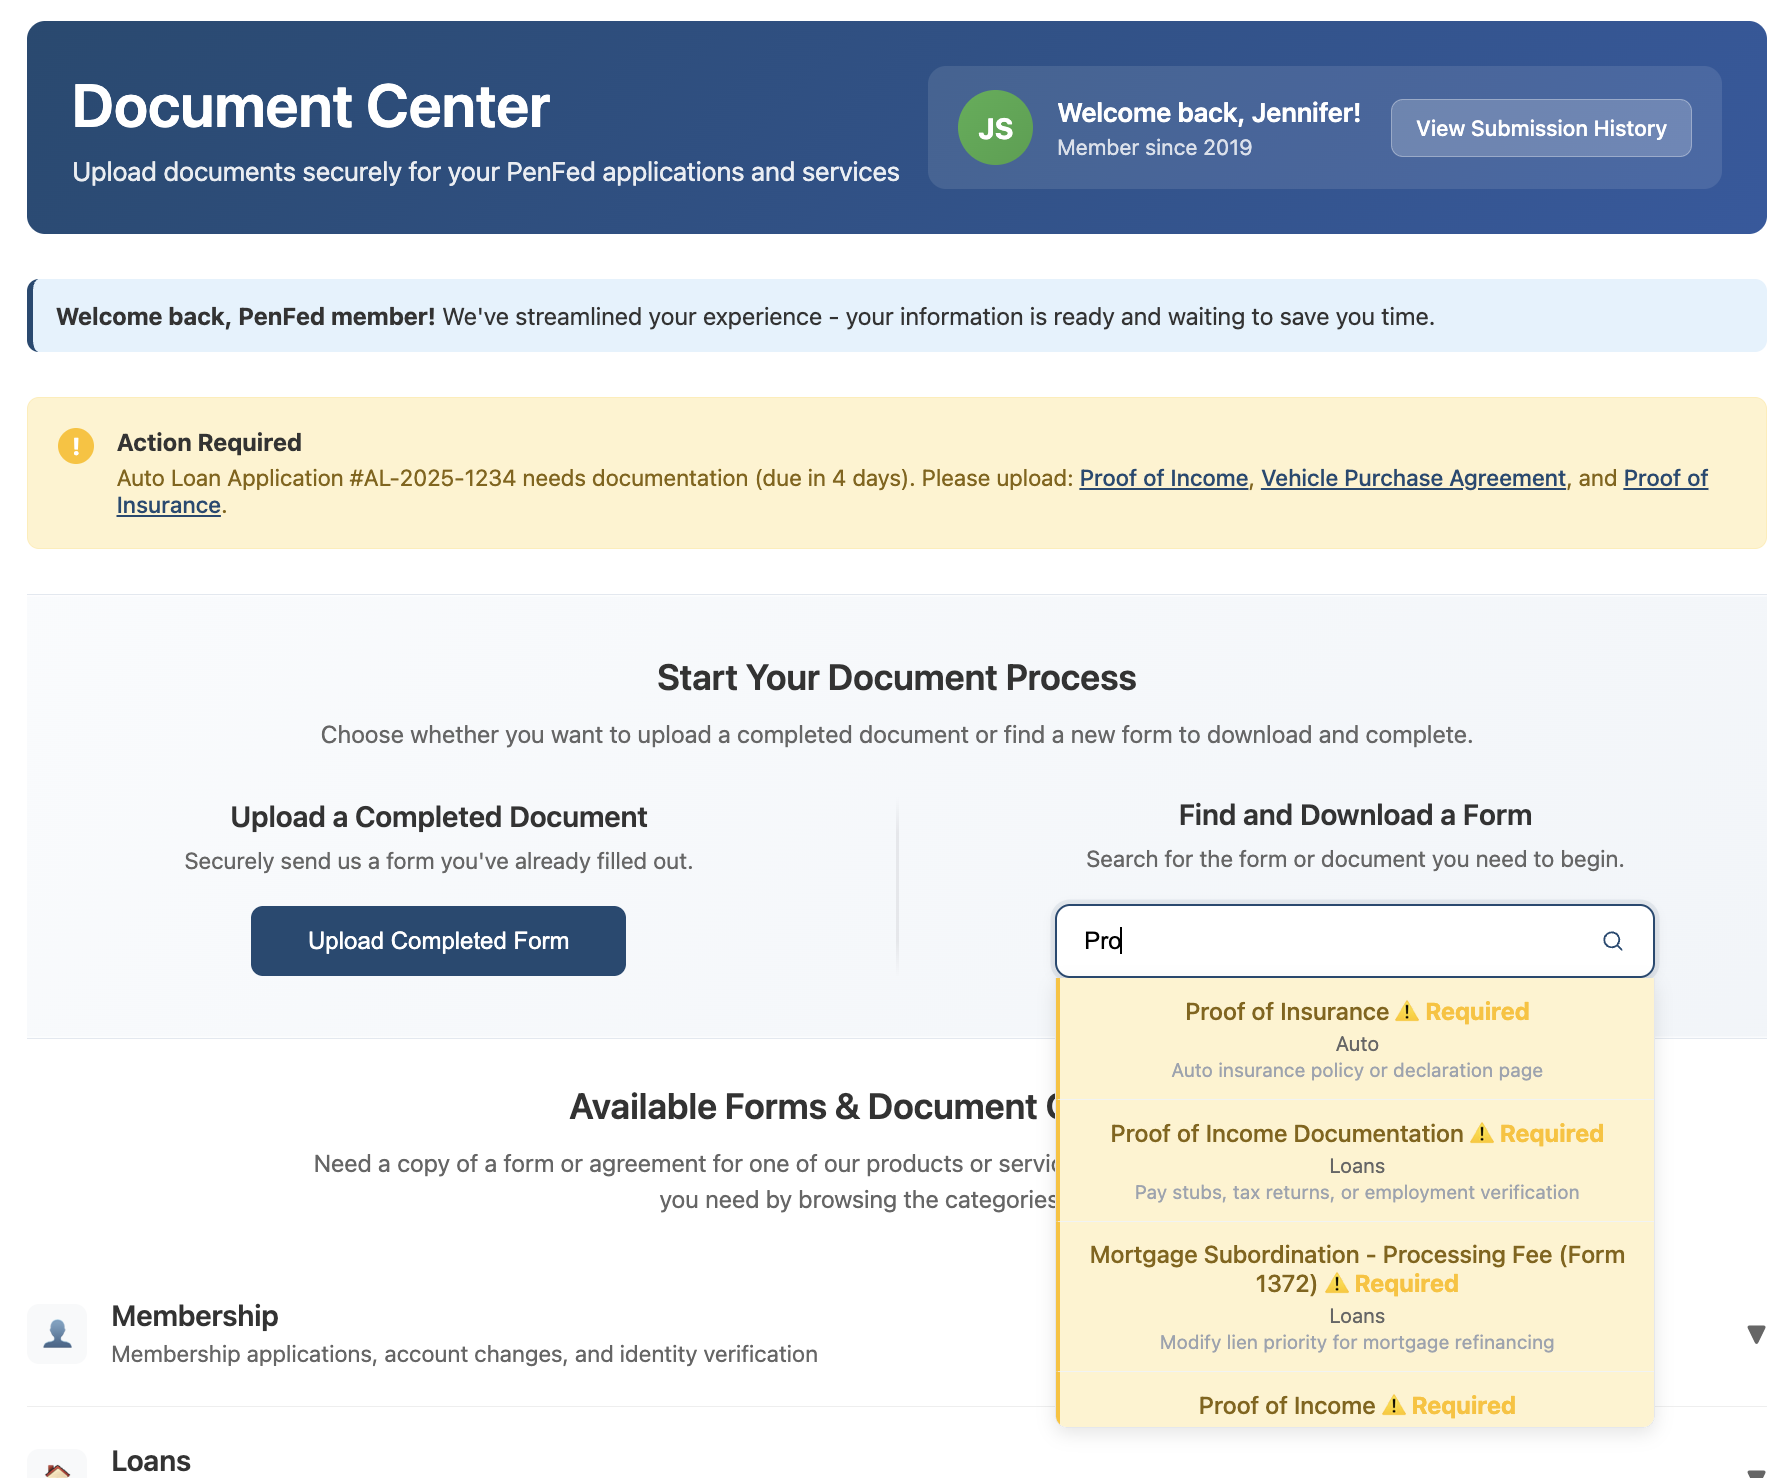 Document Center
Upload documents securely for your PenFed applications and services
JS
Welcome back, Jennifer!
Member since 2019
View Submission History
Welcome back, PenFed member! We've streamlined your experience - your information is ready and waiting to save you time.
Action Required
Auto Loan Application #AL-2025-1234 needs documentation (due in 4 days). Please upload: Proof of Income, Vehicle Purchase Agreement, and Proof of
Insurance.
Start Your Document Process
Choose whether you want to upload a completed document or find a new form to download and complete.
Upload a Completed Document
Securely send us a form you've already filled out.
Upload Completed Form
Find and Download a Form
Search for the form or document you need to begin.
Pro
Proof of Insurance ⚠ Required
Auto
Auto insurance policy or declaration page
Proof of Income Documentation ⚠ Required
Loans
Pay stubs, tax returns, or employment verification
Mortgage Subordination - Processing Fee (Form
1372) ⚠ Required
Loans
Modify lien priority for mortgage refinancing
Proof of Income ⚠ Required
Available Forms & Document
Need a copy of a form or agreement for one of our products or
you need by browsing the categories
Membership
Membership applications, account changes, and identity verification
Loans